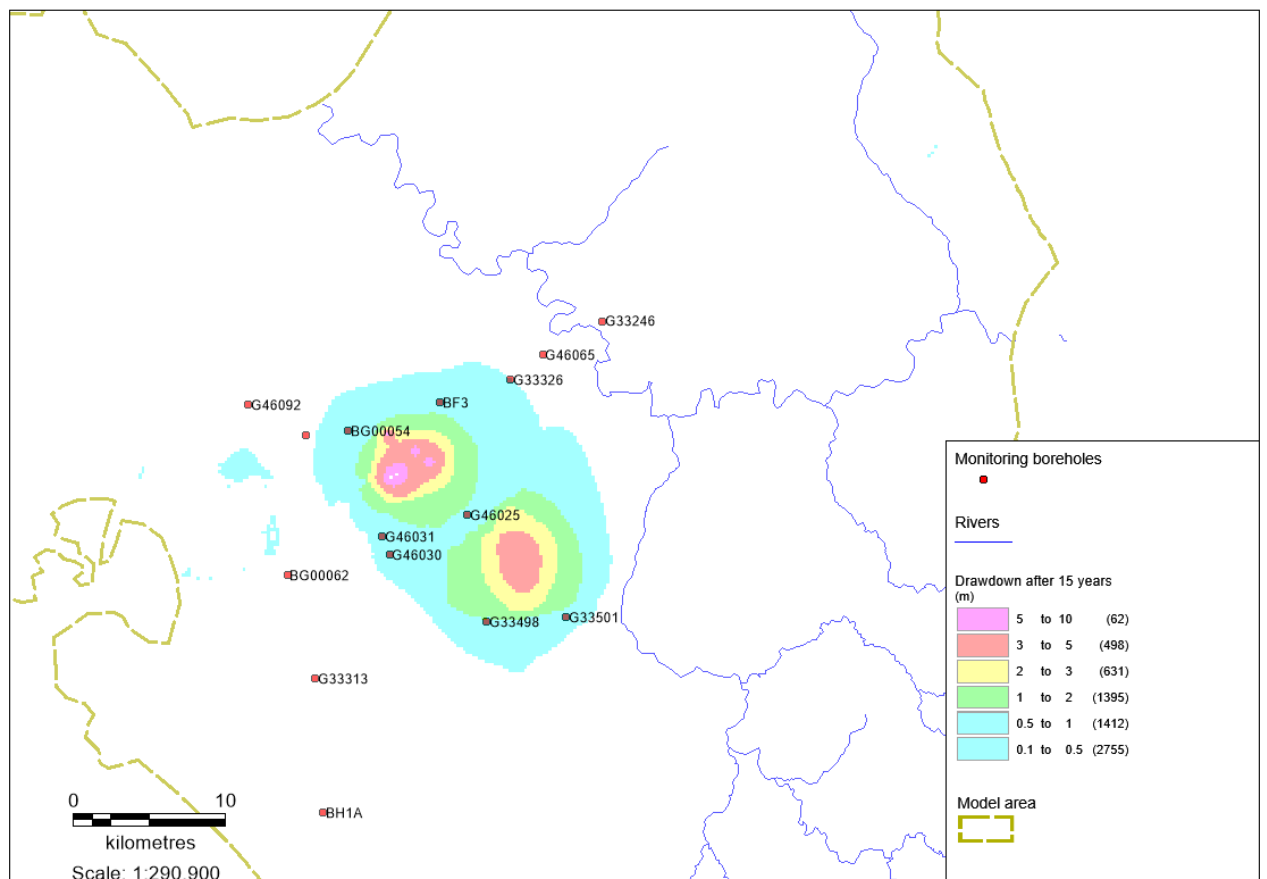 G33246
G46065
G33326
G46092
BF3
BG00054
G46025
G46031
G46030
BG00062
G33498
G33501
G33313
BH1A
0 10
kilometres
Scale: 1:290,900
Monitoring boreholes
Rivers
Drawdown after 15 years
(m)
5 to 10 (62)
3 to 5 (498)
2 to 3 (631)
1 to 2 (1395)
0.5 to 1 (1412)
0.1 to 0.5 (2755)
Model area